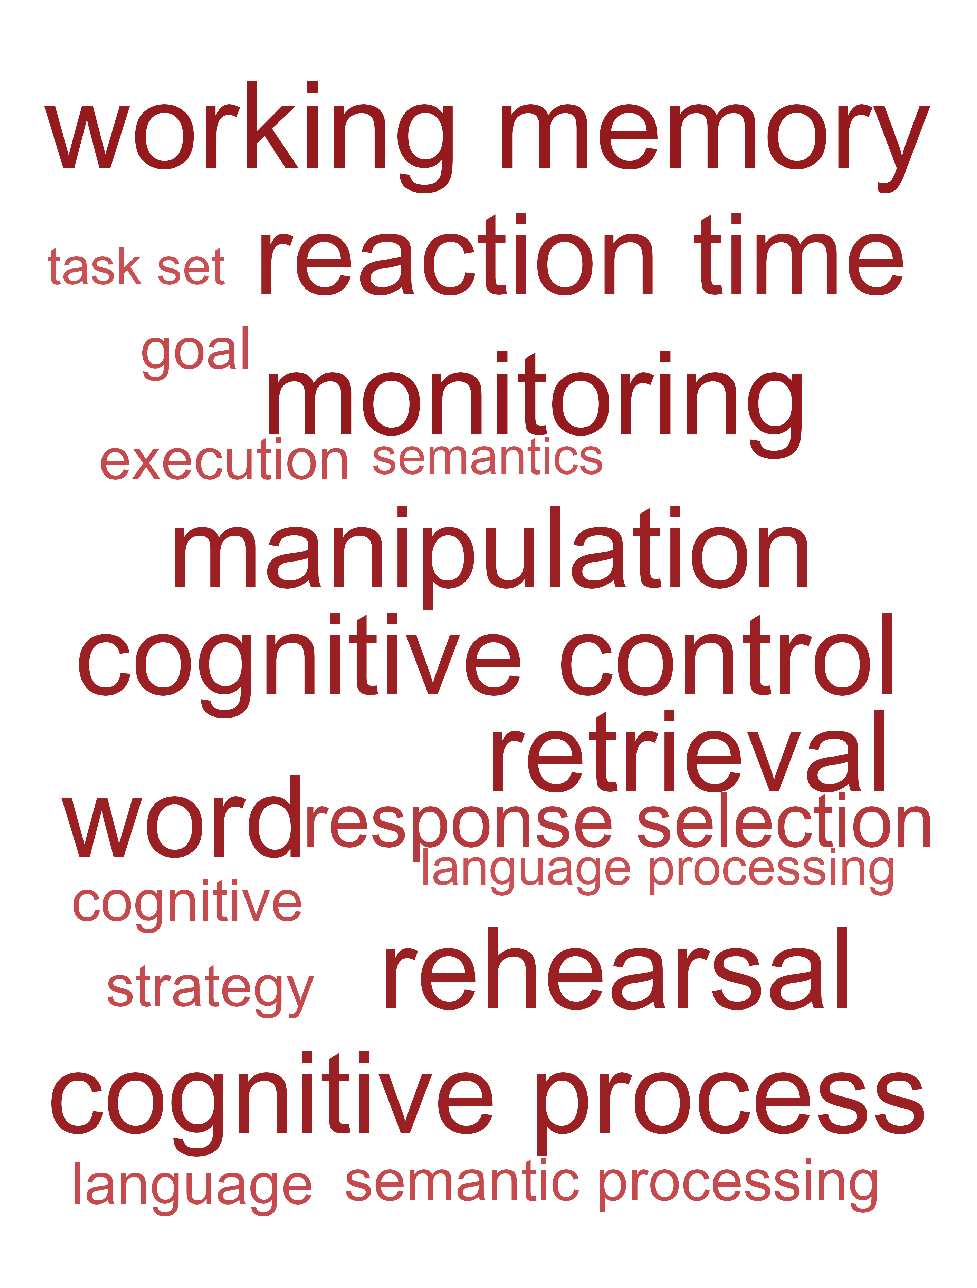 working memory
task set reaction time
goal
monitoring
execution semantics
manipulation
cognitive control
retrieval
word response selection
language processing
cognitive
rehearsal
strategy
cognitive process
language semantic processing